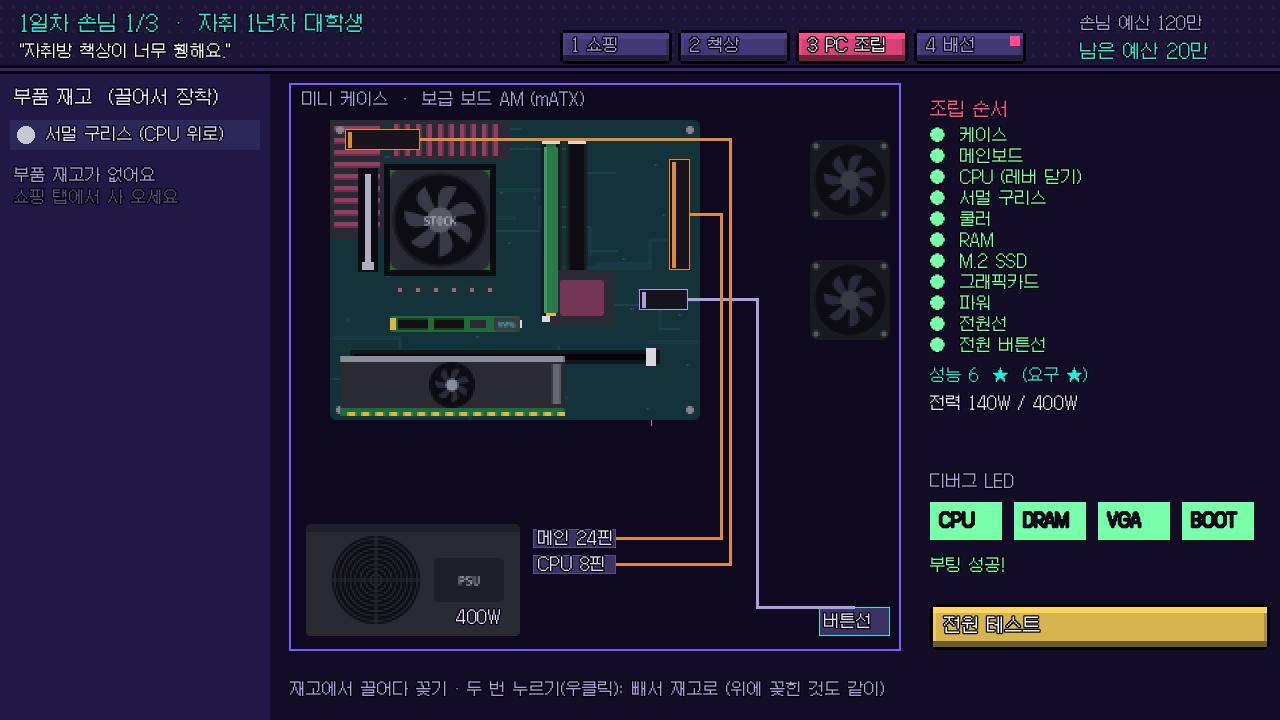 1일차 손님 1/3 · 자취 1년차 대학생
"자취방 책상이 너무 휑해요."
1 쇼핑
2 책상
3 PC 조립
4 배선
손님 예산 120만
남은 예산 20만
부품 재고 (끌어서 장착)
서멀 구리스 (CPU 위로)
부품 재고가 없어요
쇼핑 탭에서 사 오세요
미니 케이스 · 보급 보드 AM (mATX)
STOCK
PSU
400W
메인 24핀
CPU 8핀
버튼선
조립 순서
케이스
메인보드
CPU (레버 닫기)
서멀 구리스
쿨러
RAM
M.2 SSD
그래픽카드
파워
전원선
전원 버튼선
성능 6 ★ (요구 ★)
전력 140W / 400W
디버그 LED
CPU
DRAM
VGA
BOOT
부팅 성공!
전원 테스트
재고에서 끌어다 꽂기 · 두 번 누르기(우클릭): 빼서 재고로 (위에 꽂힌 것도 같이)